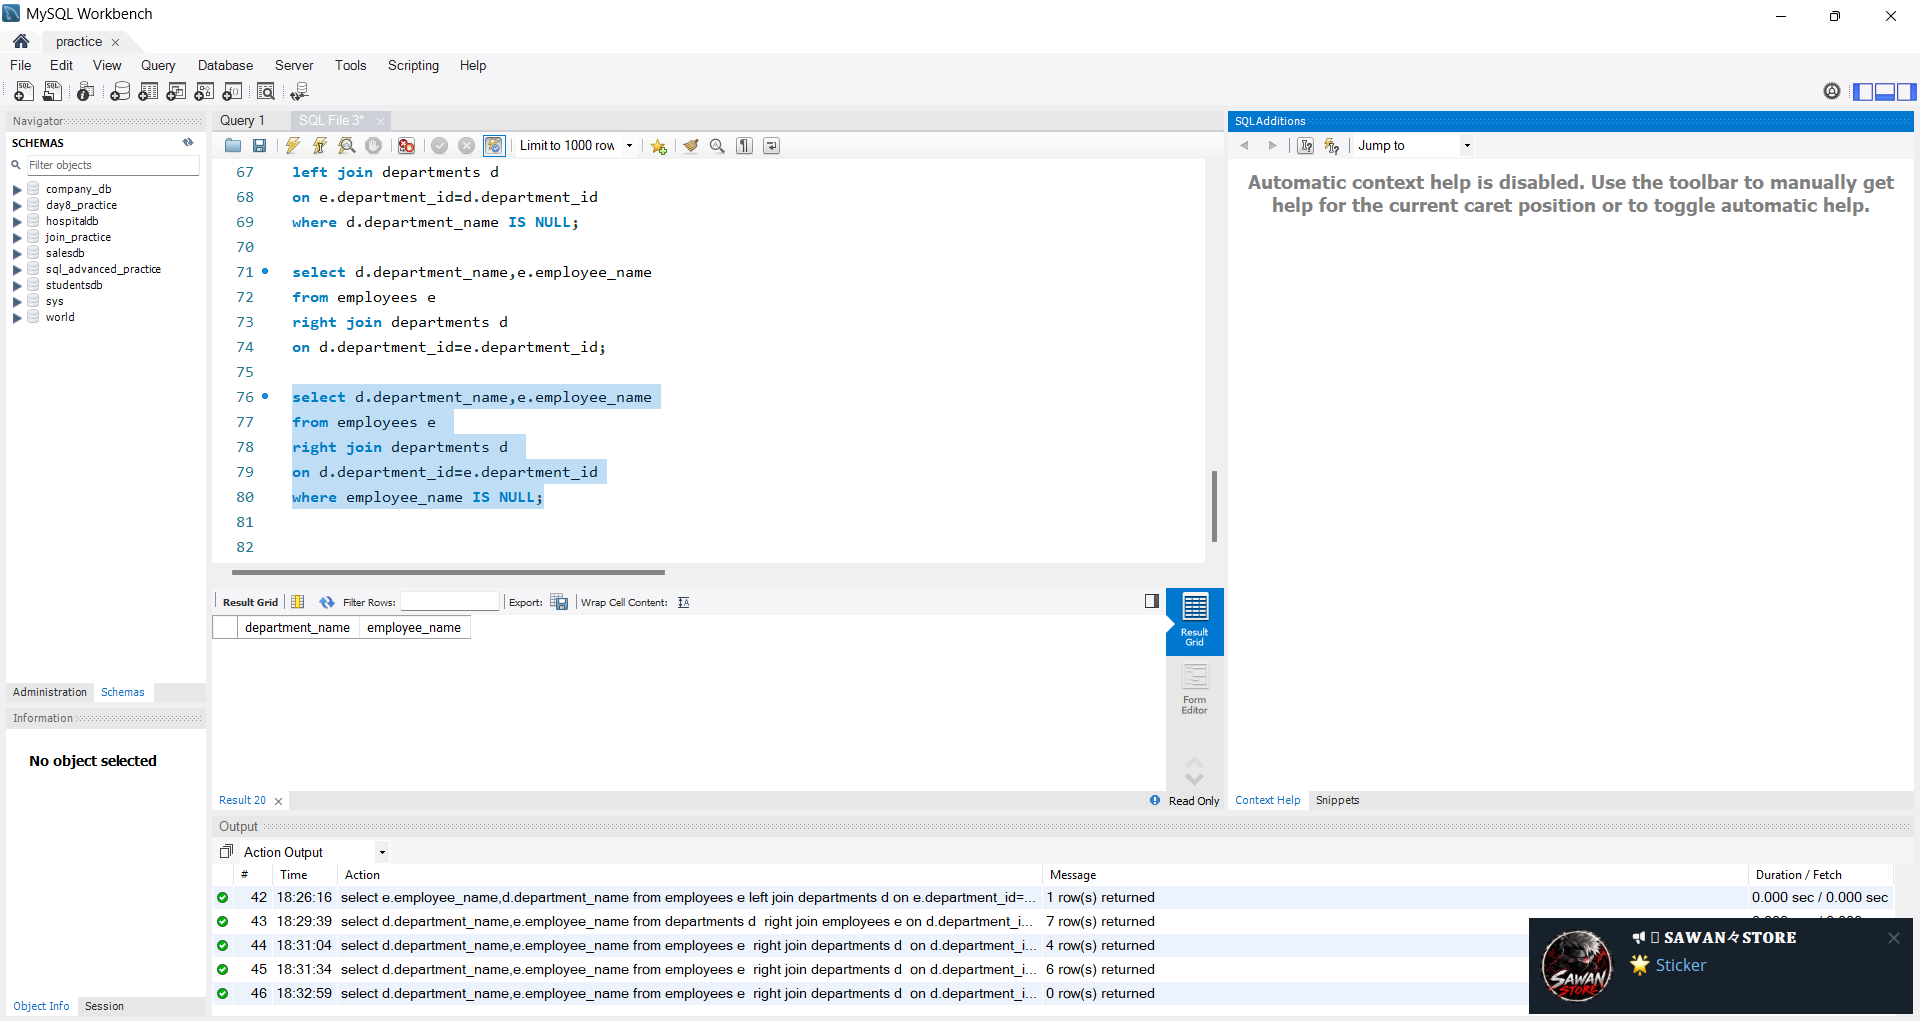 MySQL Workbench
practice
File Edit View Query Database Server Tools Scripting Help
Navigator
SCHEMAS
Filter objects
company_db
day8_practice
hospitaldb
join_practice
salesdb
sql_advanced_practice
studentsdb
sys
world
Administration Schemas
Information
No object selected
Object Info Session
Query 1 SQL File 3*
Limit to 1000 row
67 left join departments d
68 on e.department_id=d.department_id
69 where d.department_name IS NULL;
70
71 select d.department_name,e.employee_name
72 from employees e
73 right join departments d
74 on d.department_id=e.department_id;
75
76 select d.department_name,e.employee_name
77 from employees e
78 right join departments d
79 on d.department_id=e.department_id
80 where employee_name IS NULL;
81
82
Result Grid Filter Rows: Export: Wrap Cell Content:
department_name employee_name
Result Grid
Form Editor
Result 20 Read Only
SQLAdditions
Jump to
Automatic context help is disabled. Use the toolbar to manually get
help for the current caret position or to toggle automatic help.
Context Help Snippets
Output
Action Output
# Time Action Message Duration / Fetch
42 18:26:16 select e.employee_name,d.department_name from employees e left join departments d on e.department_id=... 1 row(s) returned 0.000 sec / 0.000 sec
43 18:29:39 select d.department_name,e.employee_name from departments d right join employees e on d.department_i... 7 row(s) returned
44 18:31:04 select d.department_name,e.employee_name from employees e right join departments d on d.department_i... 4 row(s) returned
45 18:31:34 select d.department_name,e.employee_name from employees e right join departments d on d.department_i... 6 row(s) returned
46 18:32:59 select d.department_name,e.employee_name from employees e right join departments d on d.department_i... 0 row(s) returned
SAWAN々STORE
Sticker
SAWAN
STORE